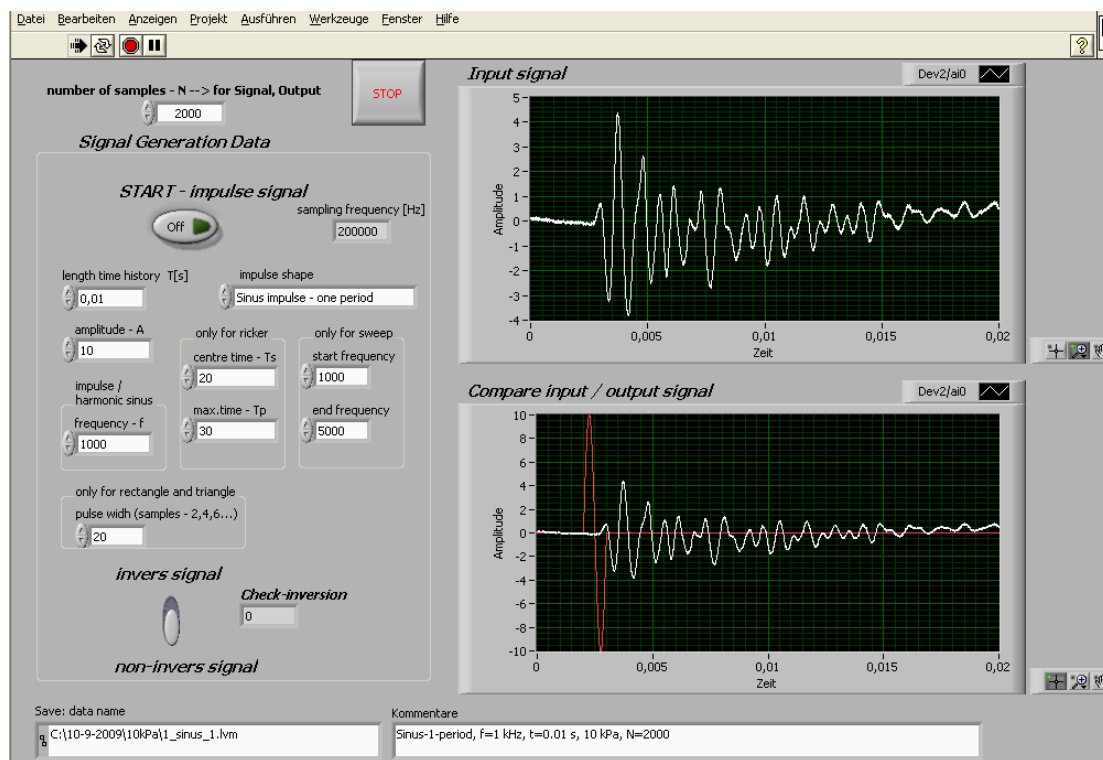 Datei Bearbeiten Anzeigen Projekt Ausführen Werkzeuge Fenster Hilfe
?
number of samples - N --> for Signal, Output
2000
STOP
Signal Generation Data
START - impulse signal
Off
sampling frequency [Hz]
200000
length time history T[s]
0,01
impulse shape
Sinus impulse - one period
amplitude - A
10
only for ricker
centre time - Ts
20
max.time - Tp
30
only for sweep
start frequency
1000
end frequency
5000
impulse /
harmonic sinus
frequency - f
1000
only for rectangle and triangle
pulse widh (samples - 2,4,6...)
20
invers signal
Check-inversion
0
non-invers signal
Input signal
Dev2/ai0
Amplitude
5
4
3
2
1
0
-1
-2
-3
-4
0 0,005 0,01 0,015 0,02
Zeit
Compare input / output signal
Dev2/ai0
Amplitude
10
8
6
4
2
0
-2
-4
-6
-8
-10
0 0,005 0,01 0,015 0,02
Zeit
Save: data name
C:\10-9-2009\10kPa\1_sinus_1.lvm
Kommentare
Sinus-1-period, f=1 kHz, t=0.01 s, 10 kPa, N=2000